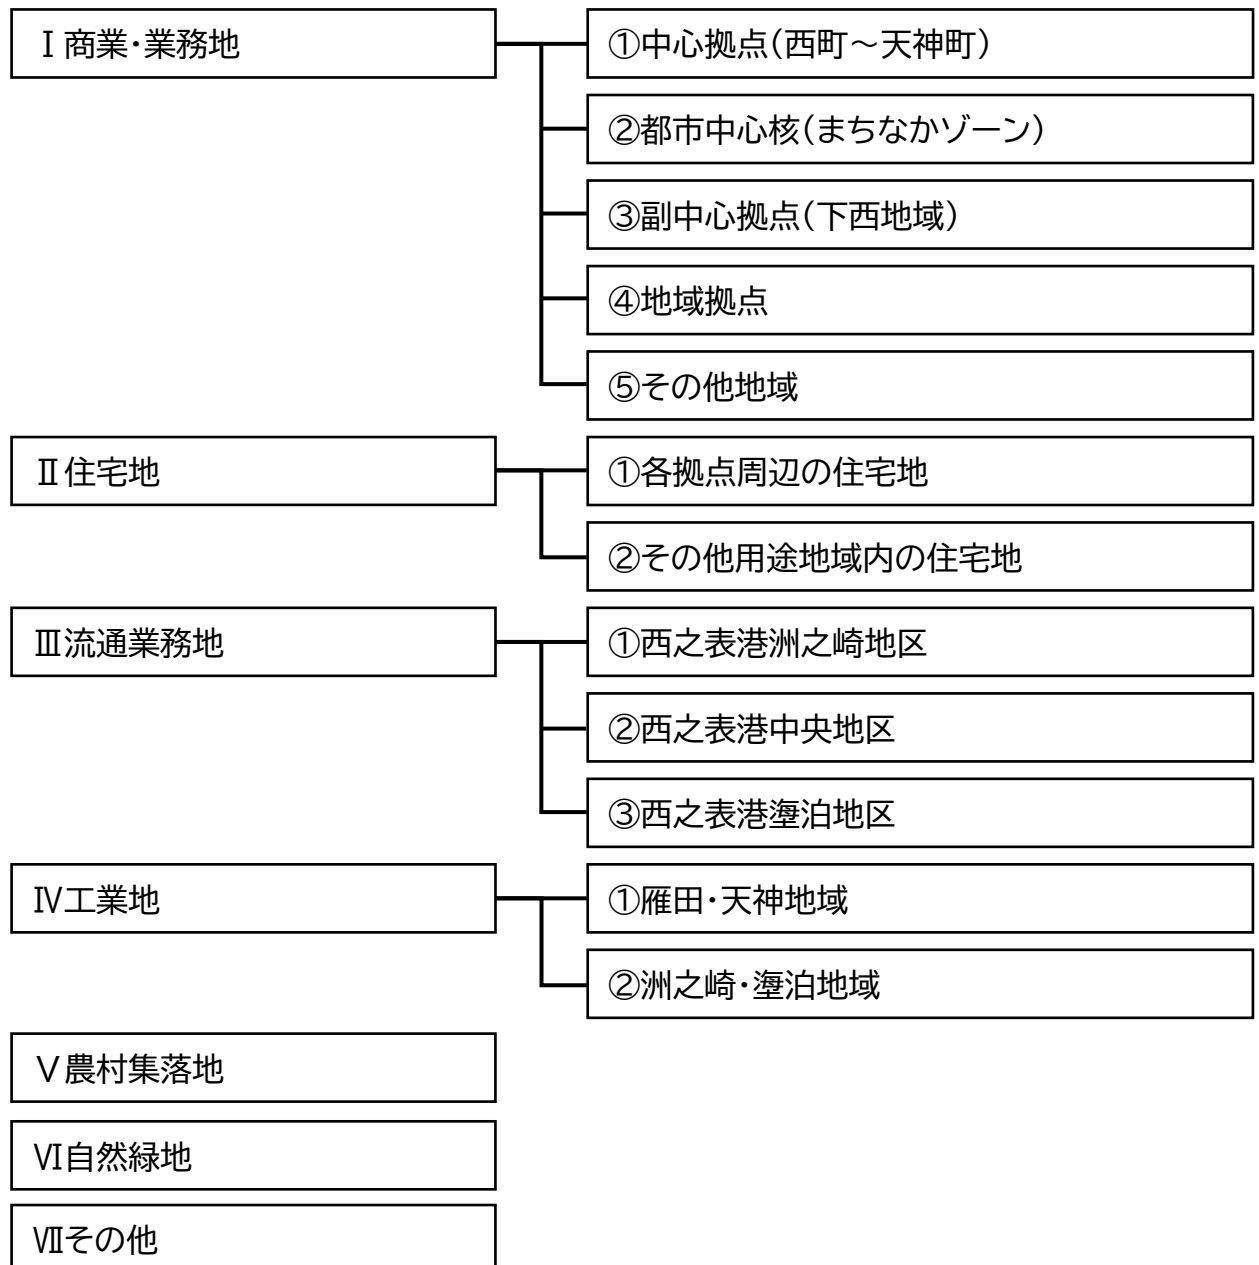 Ⅰ商業・業務地
①中心拠点（西町～天神町）
②都市中心核（まちなかゾーン）
③副中心拠点（下西地域）
④地域拠点
⑤その他地域
Ⅱ住宅地
①各拠点周辺の住宅地
②その他用途地域内の住宅地
Ⅲ流通業務地
①西之表港洲之崎地区
②西之表港中央地区
③西之表港塰泊地区
Ⅳ工業地
①雁田・天神地域
②洲之崎・塰泊地域
Ⅴ農村集落地
Ⅵ自然緑地
Ⅶその他